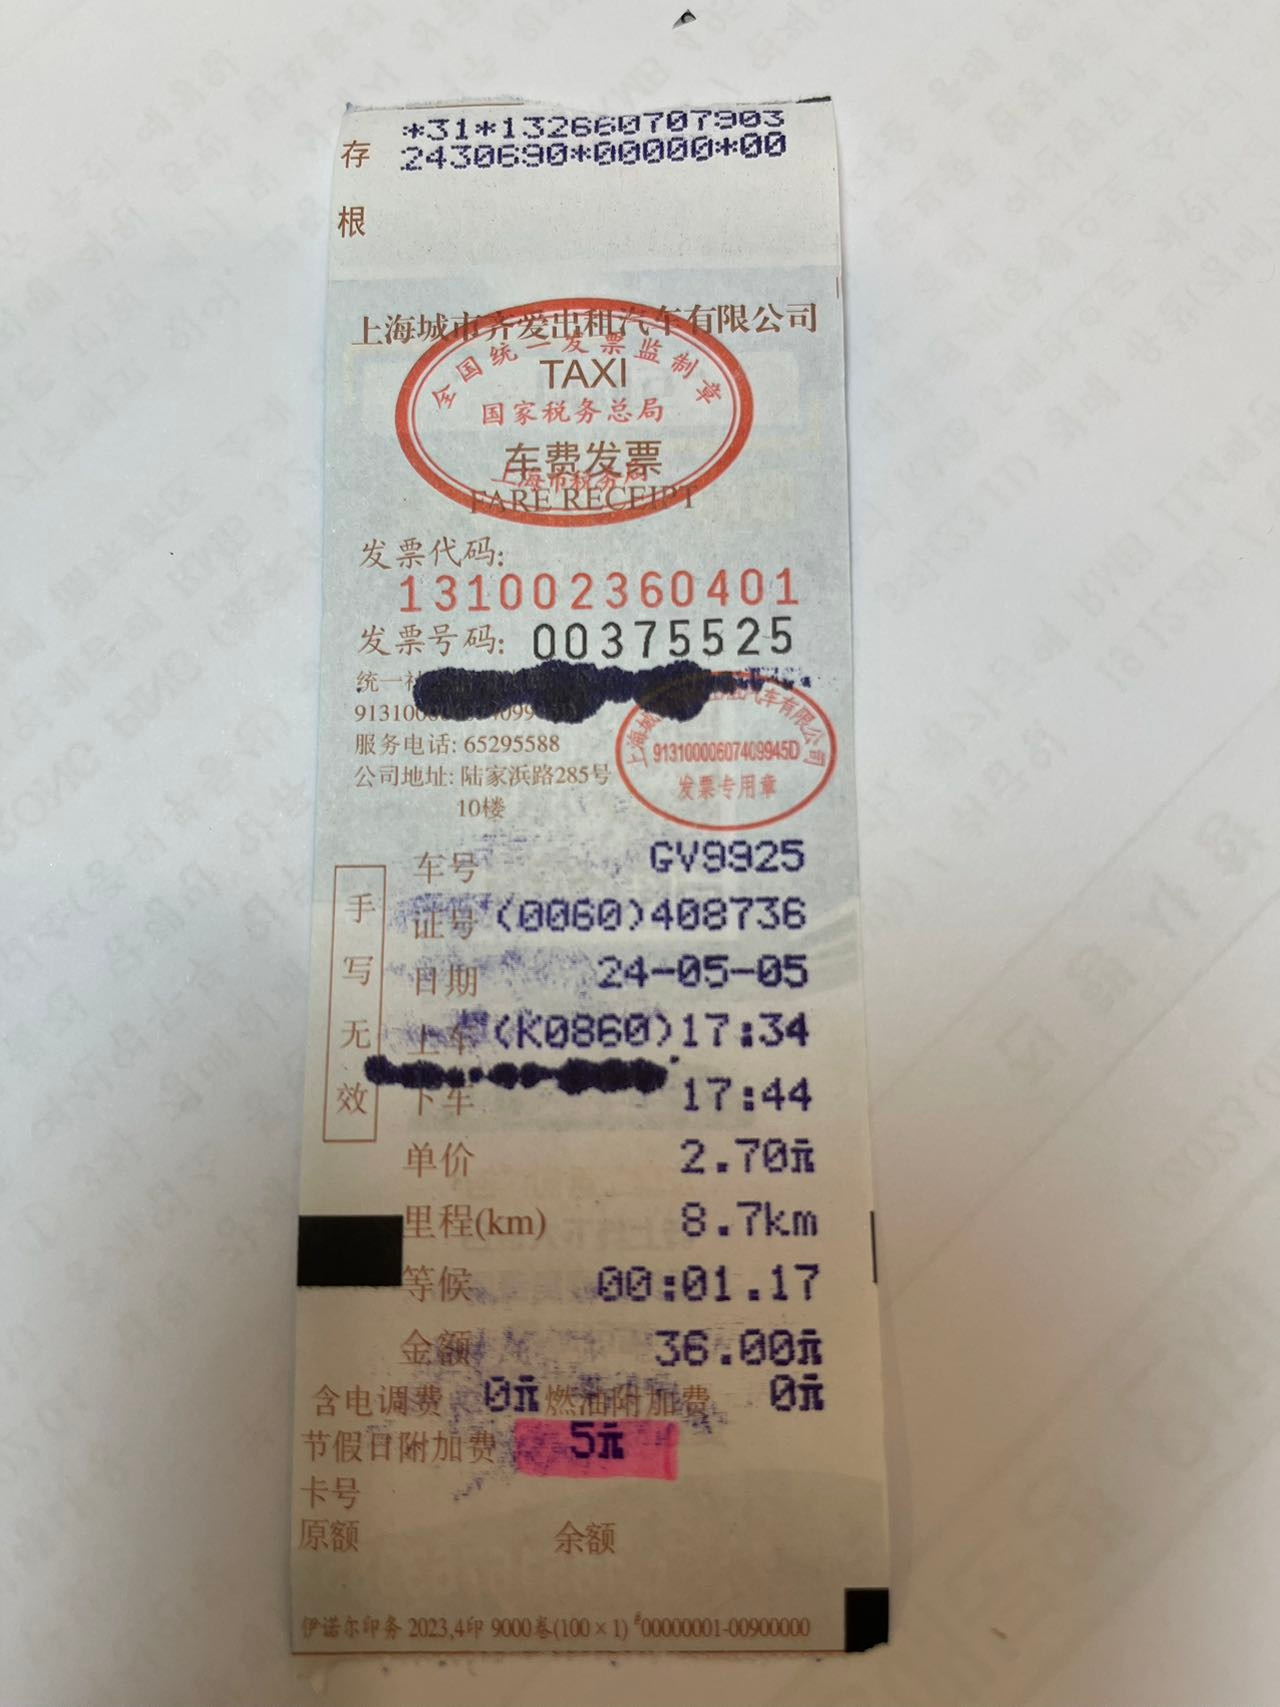 *31*132660707903
存 2430690*00000*00
根
上海城市齐爱出租汽车有限公司
全国统一发票监制章
TAXI
国家税务总局
车费发票
上海市税务局
FARE RECEIPT
发票代码:
131002360401
发票号码: 00375525
统一
服务电话: 65295588
公司地址: 陆家浜路285号
10楼
汽车有限公司
91310000607409945D
发票专用章
手写无效
车号 GV9925
证号 (0060)408736
日期 24-05-05
上车 (K0860)17:34
下车 17:44
单价 2.70元
里程(km) 8.7km
等候 00:01.17
金额 36.00元
含电调费 0元 燃油附加费 0元
节假日附加费 5元
卡号
原额 余额
伊诺尔印务 2023,4印 9000卷(100×1) #00000001-00900000